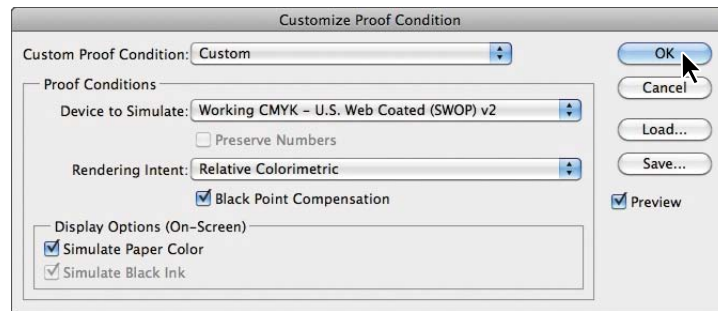 Customize Proof Condition
Custom Proof Condition: Custom
OK
Proof Conditions
Cancel
Device to Simulate: Working CMYK – U.S. Web Coated (SWOP) v2
Preserve Numbers
Load...
Rendering Intent: Relative Colorimetric
Save...
Black Point Compensation
Preview
Display Options (On-Screen)
Simulate Paper Color
Simulate Black Ink